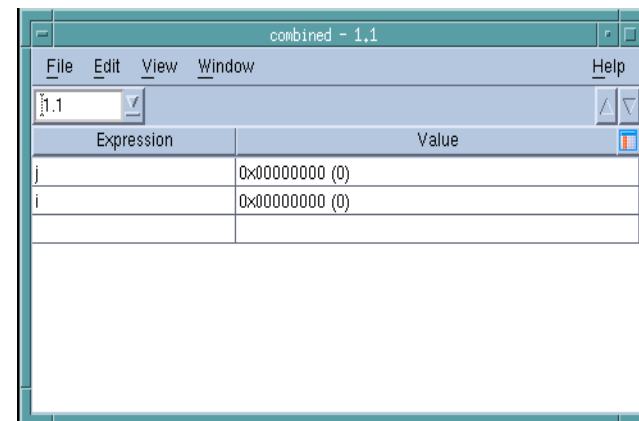 combined - 1.1
File Edit View Window Help
1.1
Expression Value
j 0x00000000 (0)
i 0x00000000 (0)